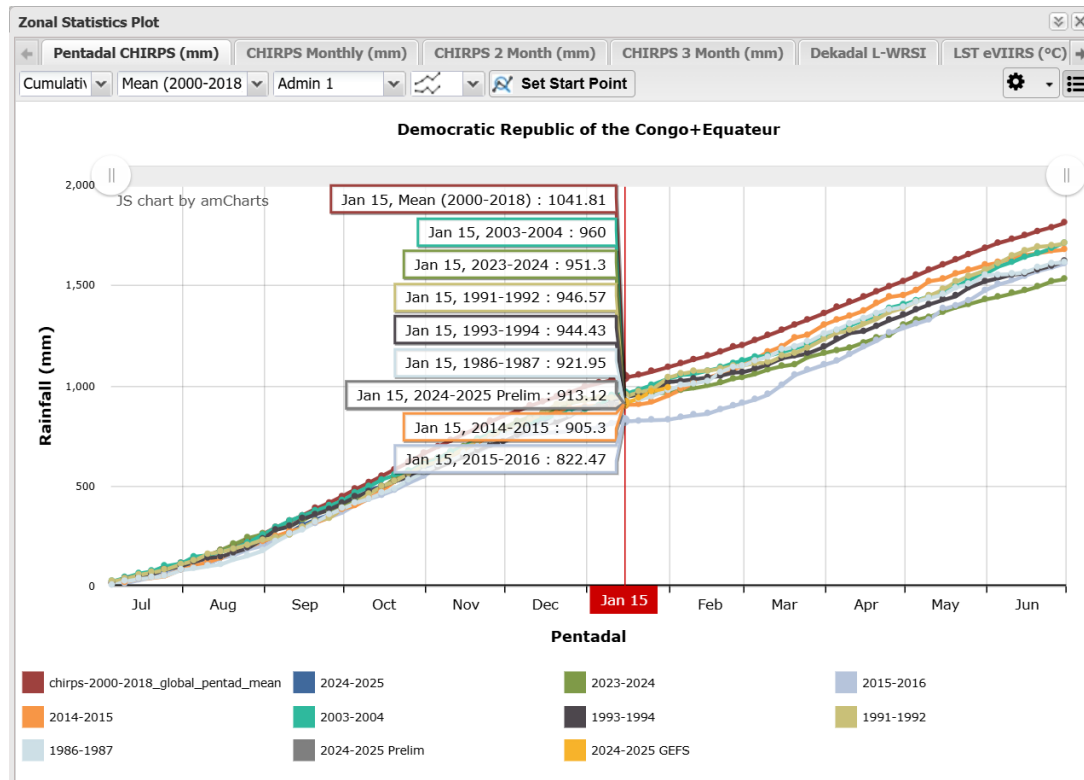 Zonal Statistics Plot
Pentadal CHIRPS (mm) CHIRPS Monthly (mm) CHIRPS 2 Month (mm) CHIRPS 3 Month (mm) Dekadal L-WRSI LST eVIIRS (°C)
Cumulativ Mean (2000-2018 Admin 1 Set Start Point
Democratic Republic of the Congo+Equateur
JS chart by amCharts
2,000
1,500
1,000
500
0
Rainfall (mm)
Jan 15, Mean (2000-2018) : 1041.81
Jan 15, 2003-2004 : 960
Jan 15, 2023-2024 : 951.3
Jan 15, 1991-1992 : 946.57
Jan 15, 1993-1994 : 944.43
Jan 15, 1986-1987 : 921.95
Jan 15, 2024-2025 Prelim : 913.12
Jan 15, 2014-2015 : 905.3
Jan 15, 2015-2016 : 822.47
Jul Aug Sep Oct Nov Dec Jan 15 Feb Mar Apr May Jun
Pentadal
chirps-2000-2018_global_pentad_mean 2024-2025 2023-2024 2015-2016
2014-2015 2003-2004 1993-1994 1991-1992
1986-1987 2024-2025 Prelim 2024-2025 GEFS